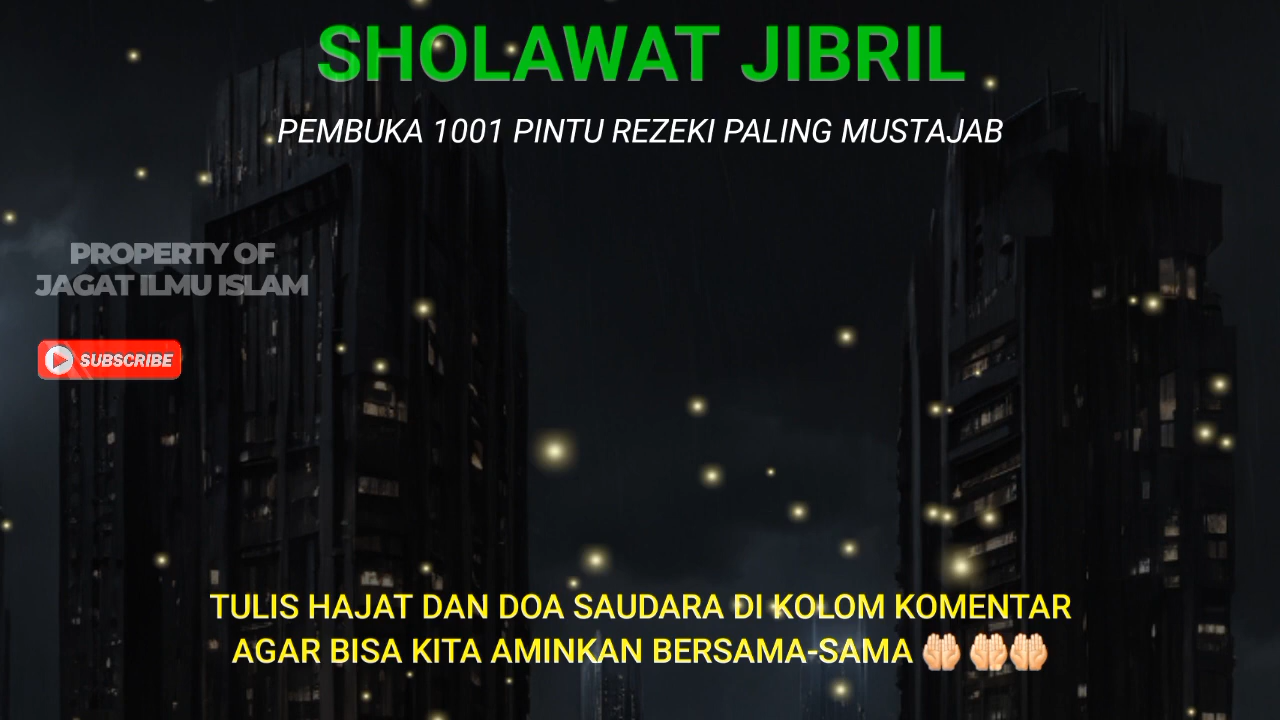 SHOLAWAT JIBRIL
PEMBUKA 1001 PINTU REZEKI PALING MUSTAJAB
PROPERTY OF
JAGAT ILMU ISLAM
SUBSCRIBE
TULIS HAJAT DAN DOA SAUDARA DI KOLOM KOMENTAR
AGAR BISA KITA AMINKAN BERSAMA-SAMA 🤲🏻 🤲🏻 🤲🏻